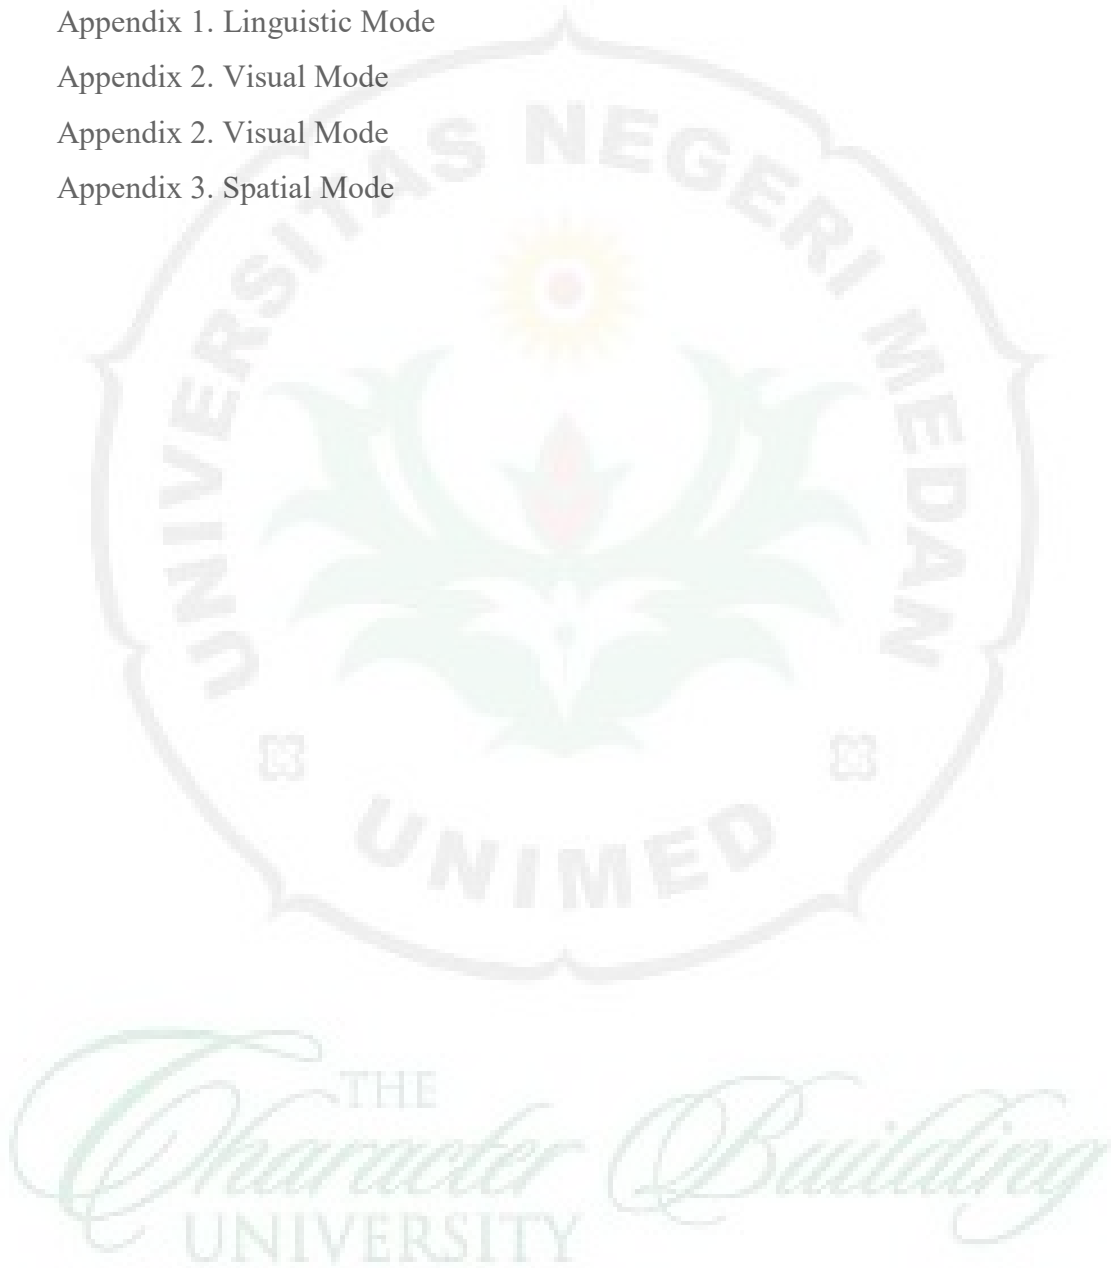 Appendix 1. Linguistic Mode
Appendix 2. Visual Mode
Appendix 2. Visual Mode
Appendix 3. Spatial Mode
UNIVERSITAS NEGERI MEDAN
UNIMED
THE
Character Building
UNIVERSITY